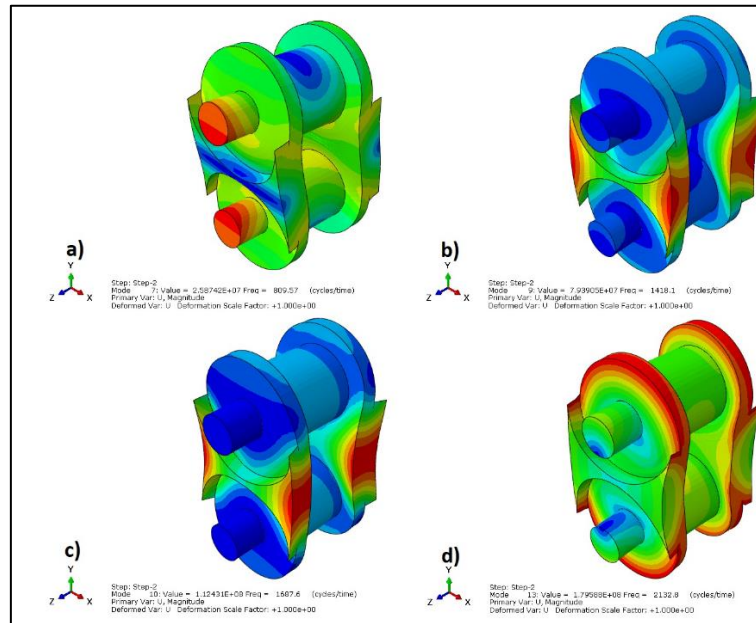 a)
Y
Z X
Step: Step-2
Mode 7: Value = 2.58742E+07 Freq = 809.57 (cycles/time)
Primary Var: U, Magnitude
Deformed Var: U Deformation Scale Factor: +1.000e+00
b)
Y
Z X
Step: Step-2
Mode 9: Value = 7.93905E+07 Freq = 1418.1 (cycles/time)
Primary Var: U, Magnitude
Deformed Var: U Deformation Scale Factor: +1.000e+00
c)
Y
Z X
Step: Step-2
Mode 10: Value = 1.12431E+08 Freq = 1687.6 (cycles/time)
Primary Var: U, Magnitude
Deformed Var: U Deformation Scale Factor: +1.000e+00
d)
Y
Z X
Step: Step-2
Mode 13: Value = 1.79588E+08 Freq = 2132.8 (cycles/time)
Primary Var: U, Magnitude
Deformed Var: U Deformation Scale Factor: +1.000e+00